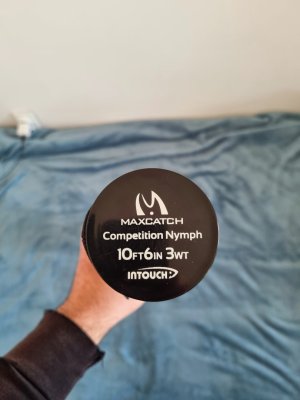 MAXCATCH
Competition Nymph
10FT6IN 3WT
INTOUCH